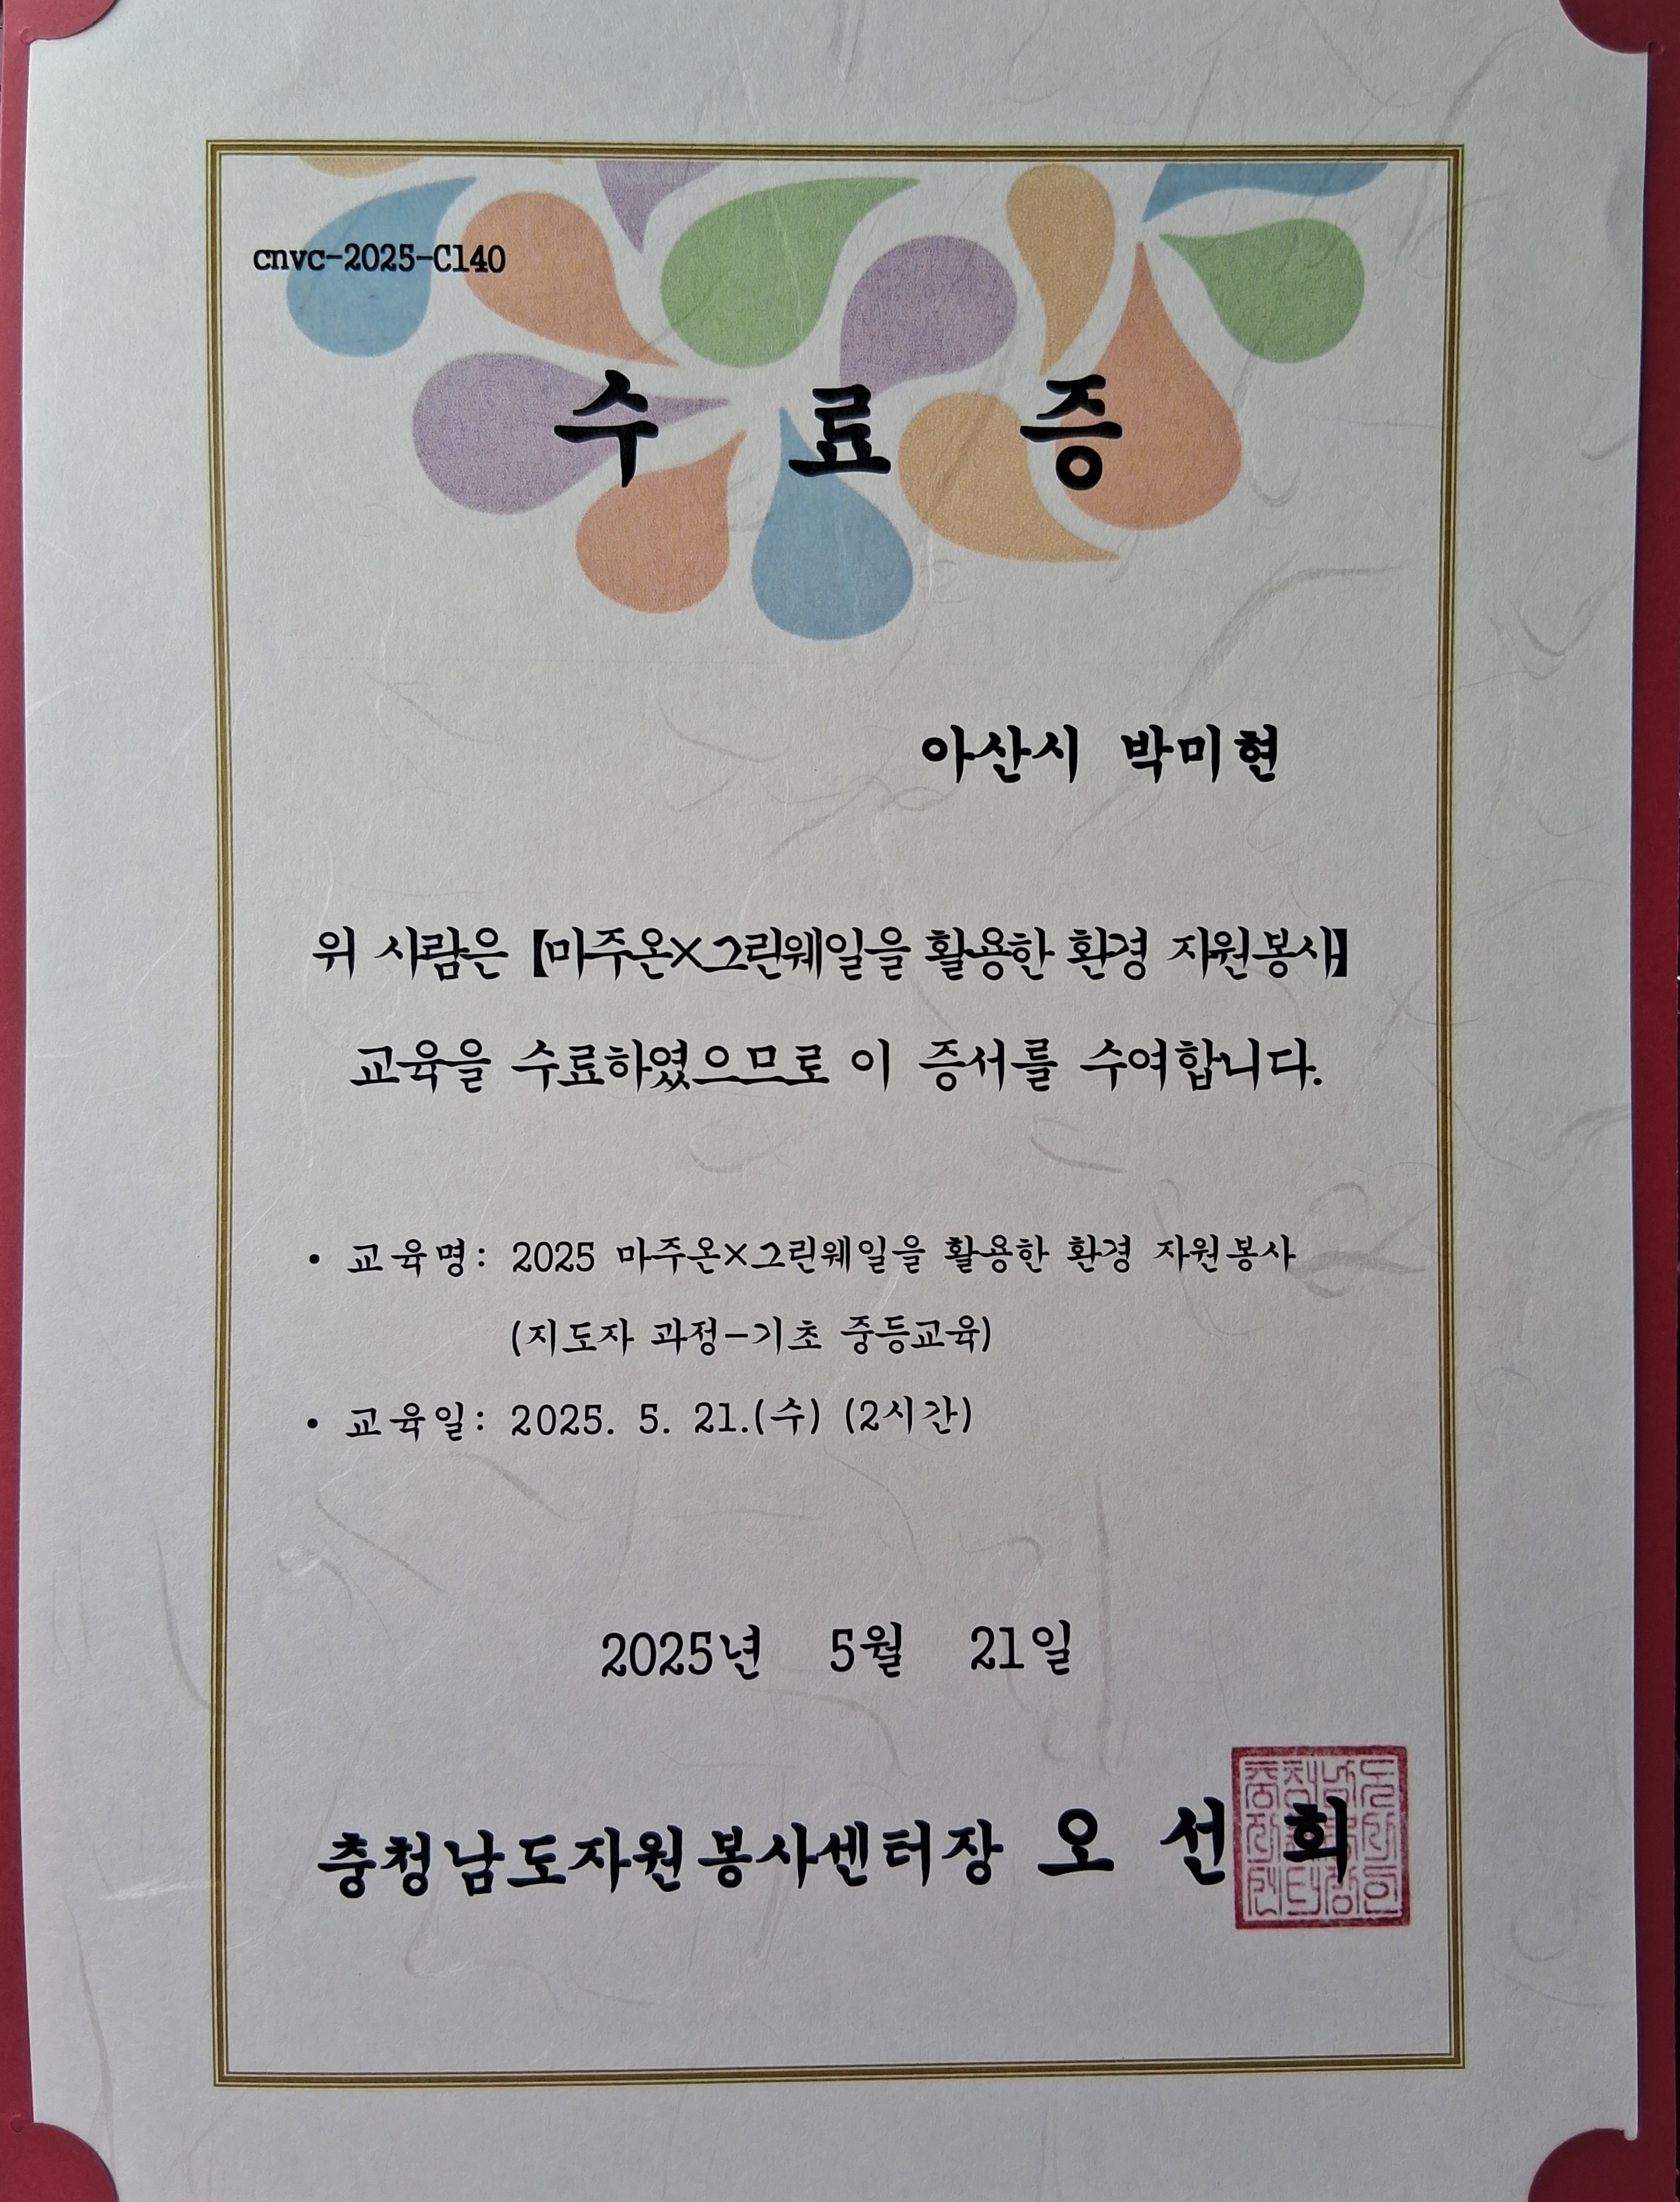 cnvc-2025-C140
수 료 증
아산시 박미현
위 사람은 【마주온×그린웨일을 활용한 환경 자원봉사】
교육을 수료하였으므로 이 증서를 수여합니다.
• 교육명: 2025 마주온×그린웨일을 활용한 환경 자원봉사
(지도자 과정-기초 중등교육)
• 교육일: 2025. 5. 21.(수) (2시간)
2025년 5월 21일
충청남도자원봉사센터장 오 선 희